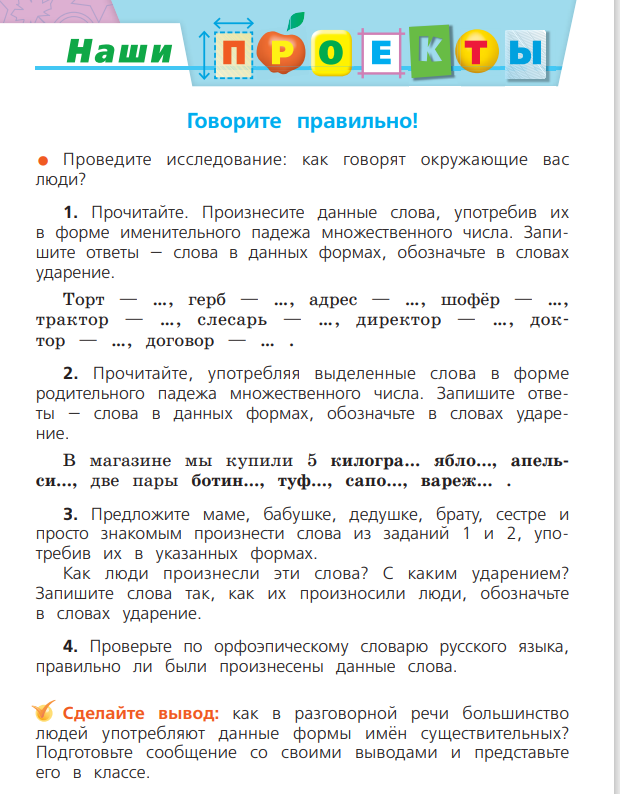 Наши ПРОЕКТЫ
Говорите правильно!
• Проведите исследование: как говорят окружающие вас
люди?
1. Прочитайте. Произнесите данные слова, употребив их
в форме именительного падежа множественного числа. Запи-
шите ответы — слова в данных формах, обозначьте в словах
ударение.
Торт — ..., герб — ..., адрес — ..., шофёр — ...,
трактор — ..., слесарь — ..., директор — ..., док-
тор — ..., договор — ... .
2. Прочитайте, употребляя выделенные слова в форме
родительного падежа множественного числа. Запишите отве-
ты — слова в данных формах, обозначьте в словах ударе-
ние.
В магазине мы купили 5 килогра... ябло..., апель-
си..., две пары ботин..., туф..., сапо..., вареж... .
3. Предложите маме, бабушке, дедушке, брату, сестре и
просто знакомым произнести слова из заданий 1 и 2, упо-
требив их в указанных формах.
Как люди произнесли эти слова? С каким ударением?
Запишите слова так, как их произносили люди, обозначьте
в словах ударение.
4. Проверьте по орфоэпическому словарю русского языка,
правильно ли были произнесены данные слова.
Сделайте вывод: как в разговорной речи большинство
людей употребляют данные формы имён существительных?
Подготовьте сообщение со своими выводами и представьте
его в классе.